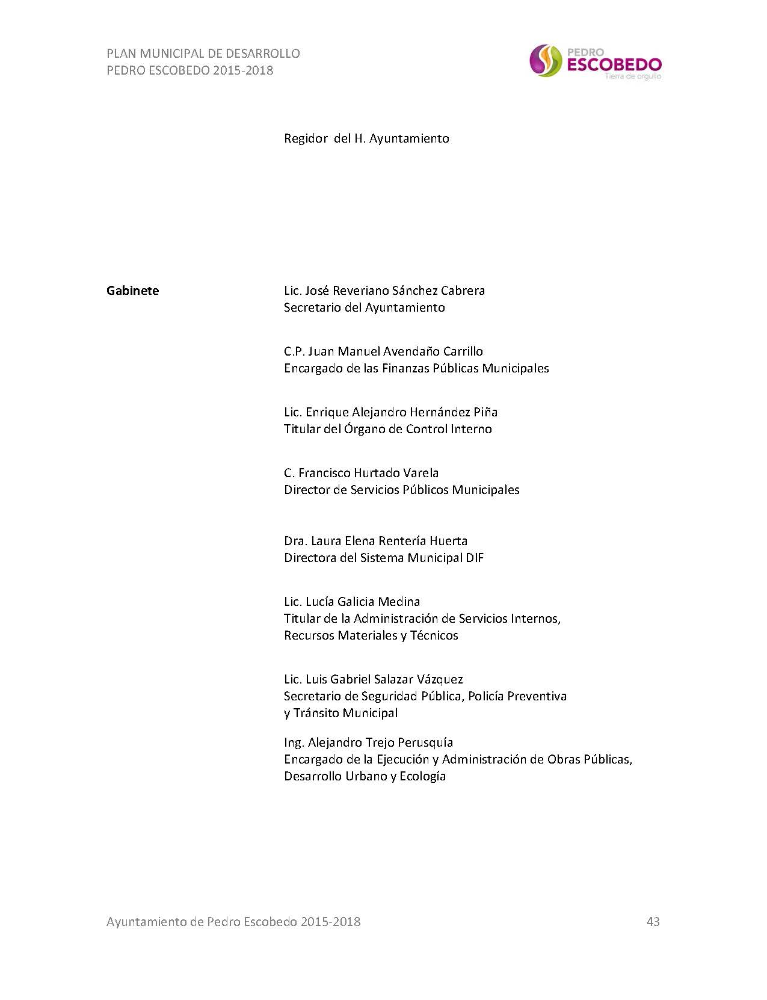 PLAN MUNICIPAL DE DESARROLLO
PEDRO ESCOBEDO 2015-2018
PEDRO
ESCOBEDO
Tierra de orgullo
Regidor  del H. Ayuntamiento
Gabinete
Lic. José Reveriano Sánchez Cabrera
Secretario del Ayuntamiento
C.P. Juan Manuel Avendaño Carrillo
Encargado de las Finanzas Públicas Municipales
Lic. Enrique Alejandro Hernández Piña
Titular del Órgano de Control Interno
C. Francisco Hurtado Varela
Director de Servicios Públicos Municipales
Dra. Laura Elena Rentería Huerta
Directora del Sistema Municipal DIF
Lic. Lucía Galicia Medina
Titular de la Administración de Servicios Internos,
Recursos Materiales y Técnicos
Lic. Luis Gabriel Salazar Vázquez
Secretario de Seguridad Pública, Policía Preventiva
y Tránsito Municipal
Ing. Alejandro Trejo Perusquía
Encargado de la Ejecución y Administración de Obras Públicas,
Desarrollo Urbano y Ecología
Ayuntamiento de Pedro Escobedo 2015-2018
43